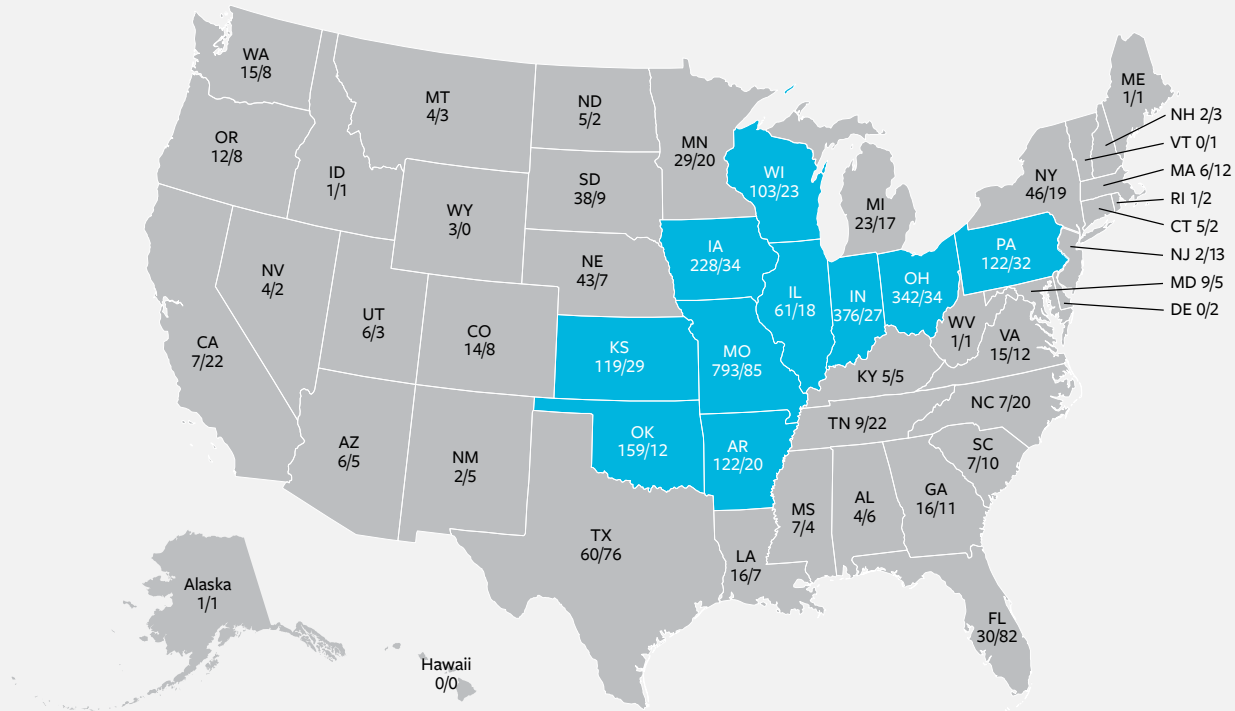 WA
15/8
MT
4/3
ND
5/2
MN
29/20
OR
12/8
ID
1/1
WY
3/0
SD
38/9
WI
103/23
MI
23/17
NY
46/19
ME
1/1
NH 2/3
VT 0/1
MA 6/12
RI 1/2
CT 5/2
NJ 2/13
MD 9/5
DE 0/2
NV
4/2
UT
6/3
CO
14/8
NE
43/7
IA
228/34
IL
61/18
IN
376/27
OH
342/34
PA
122/32
CA
7/22
KS
119/29
MO
793/85
KY 5/5
WV
1/1
VA
15/12
AZ
6/5
NM
2/5
OK
159/12
AR
122/20
TN 9/22
NC 7/20
SC
7/10
TX
60/76
LA
16/7
MS
7/4
AL
4/6
GA
16/11
FL
30/82
Alaska
1/1
Hawaii
0/0